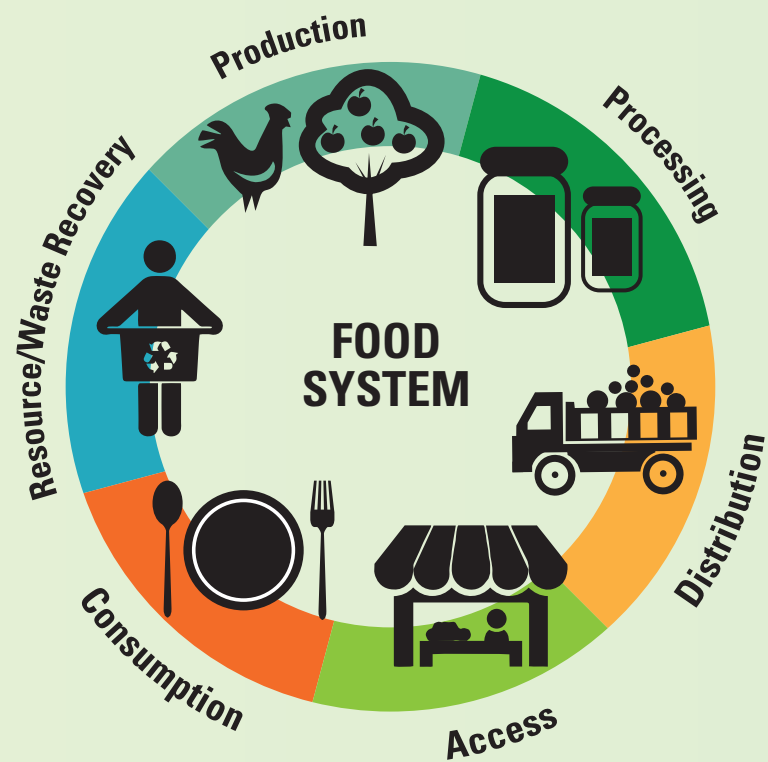 Production
Processing
Distribution
Access
Consumption
Resource/Waste Recovery
FOOD
SYSTEM